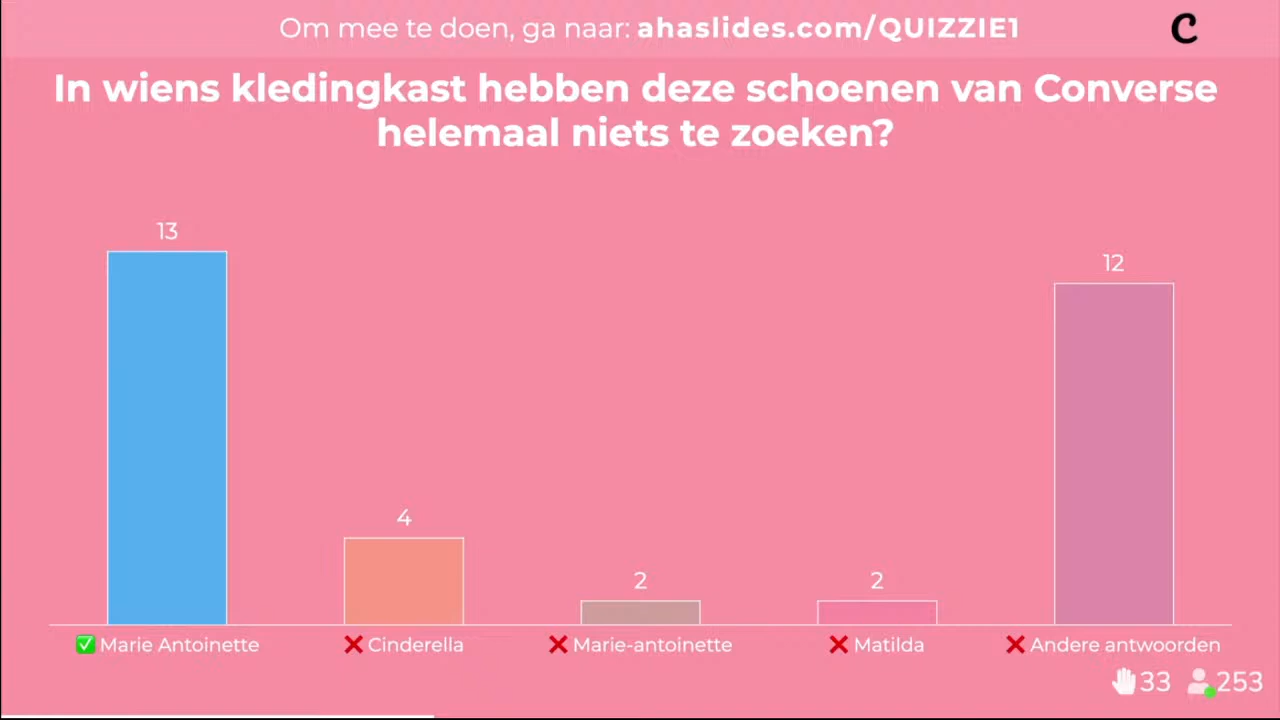 Om mee te doen, ga naar: ahaslides.com/QUIZZIE1
C
In wiens kledingkast hebben deze schoenen van Converse
helemaal niets te zoeken?
13
4
2
2
12
✅ Marie Antoinette
❌ Cinderella
❌ Marie-antoinette
❌ Matilda
❌ Andere antwoorden
33
253